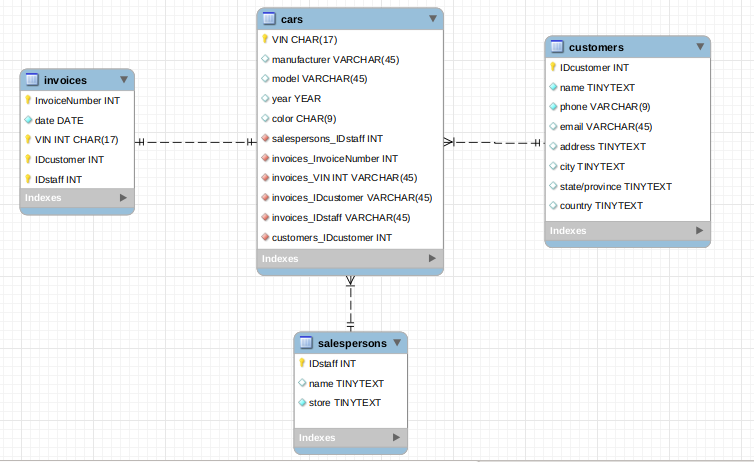 invoices
InvoiceNumber INT
date DATE
VIN INT CHAR(17)
IDcustomer INT
IDstaff INT
Indexes
cars
VIN CHAR(17)
manufacturer VARCHAR(45)
model VARCHAR(45)
year YEAR
color CHAR(9)
salespersons_IDstaff INT
invoices_InvoiceNumber INT
invoices_VIN INT VARCHAR(45)
invoices_IDcustomer VARCHAR(45)
invoices_IDstaff VARCHAR(45)
customers_IDcustomer INT
Indexes
customers
IDcustomer INT
name TINYTEXT
phone VARCHAR(9)
email VARCHAR(45)
address TINYTEXT
city TINYTEXT
state/province TINYTEXT
country TINYTEXT
Indexes
salespersons
IDstaff INT
name TINYTEXT
store TINYTEXT
Indexes